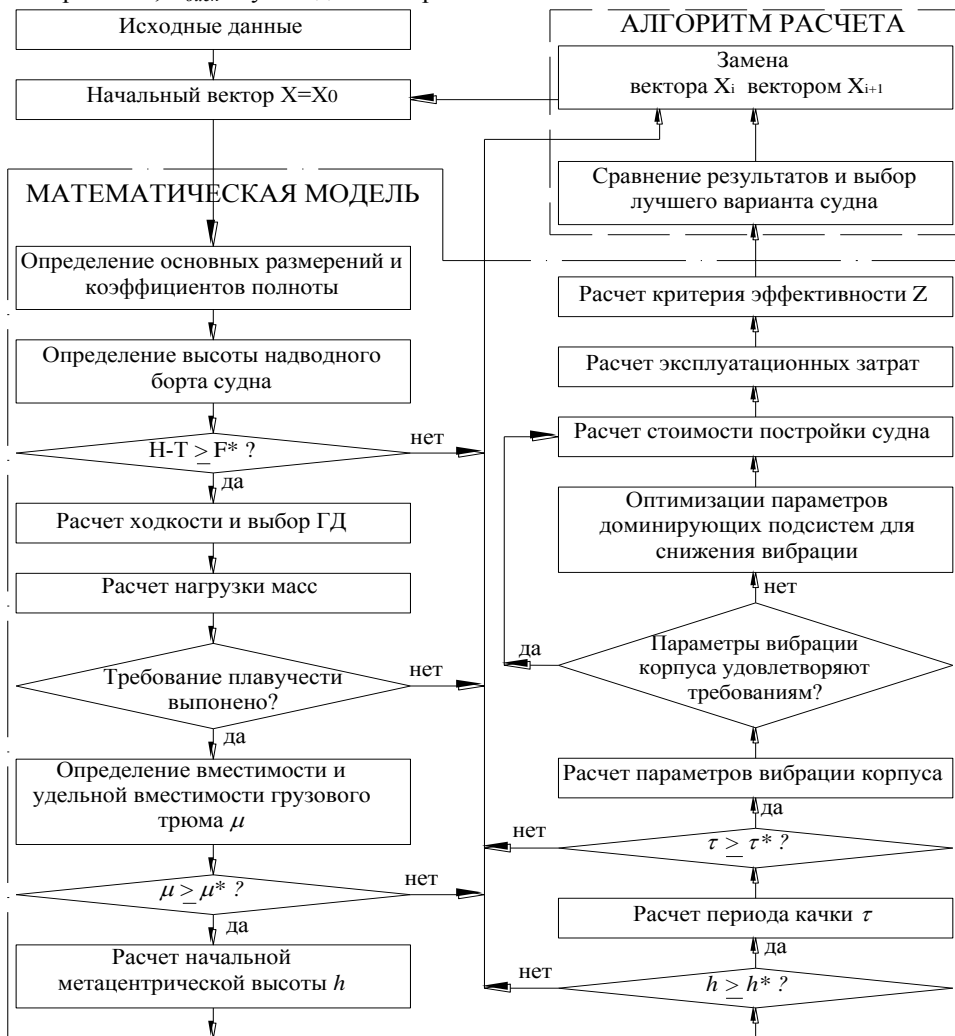 Исходные данные
Начальный вектор X=X0
МАТЕМАТИЧЕСКАЯ МОДЕЛЬ
Определение основных размерений и
коэффициентов полноты
Определение высоты надводного
борта судна
H-T ≥ F* ?
нет
да
Расчет ходкости и выбор ГД
Расчет нагрузки масс
Требование плавучести
выпонено?
нет
да
Определение вместимости и
удельной вместимости грузового
трюма μ
μ ≥ μ* ?
нет
да
Расчет начальной
метацентрической высоты h
АЛГОРИТМ РАСЧЕТА
Замена
вектора Xi вектором Xi+1
Сравнение результатов и выбор
лучшего варианта судна
Расчет критерия эффективности Z
Расчет эксплуатационных затрат
Расчет стоимости постройки судна
Оптимизации параметров
доминирующих подсистем для
снижения вибрации
нет
да
Параметры вибрации
корпуса удовлетворяют
требованиям?
Расчет параметров вибрации корпуса
да
нет
τ ≥ τ* ?
Расчет периода качки τ
да
нет
h ≥ h* ?